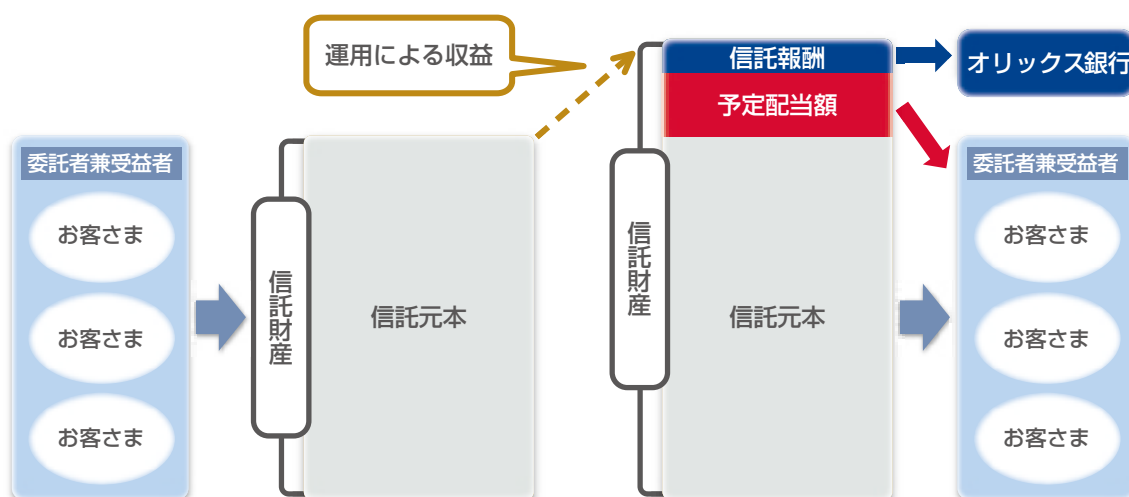 運用による収益
信託報酬
オリックス銀行
予定配当額
委託者兼受益者
お客さま
お客さま
お客さま
信託財産
信託元本
信託財産
信託元本
委託者兼受益者
お客さま
お客さま
お客さま